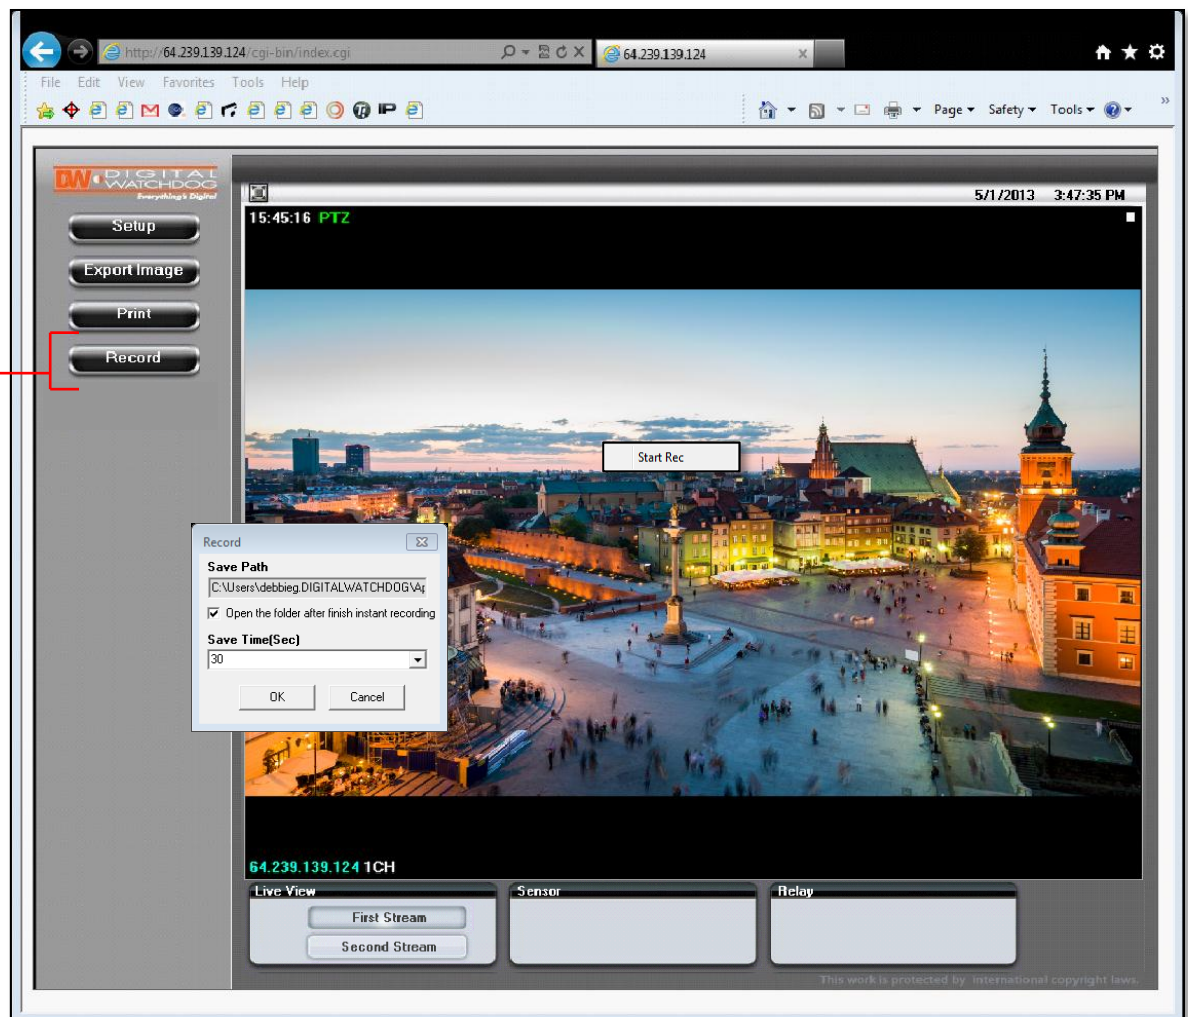 http://64.239.139.124/cgi-bin/index.cgi
64.239.139.124
File Edit View Favorites Tools Help
Page Safety Tools
DW DIGITAL
WATCHDOG
Everything's Digital
5/1/2013 3:47:35 PM
15:45:16 PTZ
Setup
Export Image
Print
Record
Start Rec
Record
Save Path
C:\Users\debbieg.DIGITALWATCHDOG\Ap
Open the folder after finish instant recording
Save Time(Sec)
30
OK Cancel
64.239.139.124 1CH
Live View
First Stream
Second Stream
Sensor
Relay
This work is protected by international copyright laws.